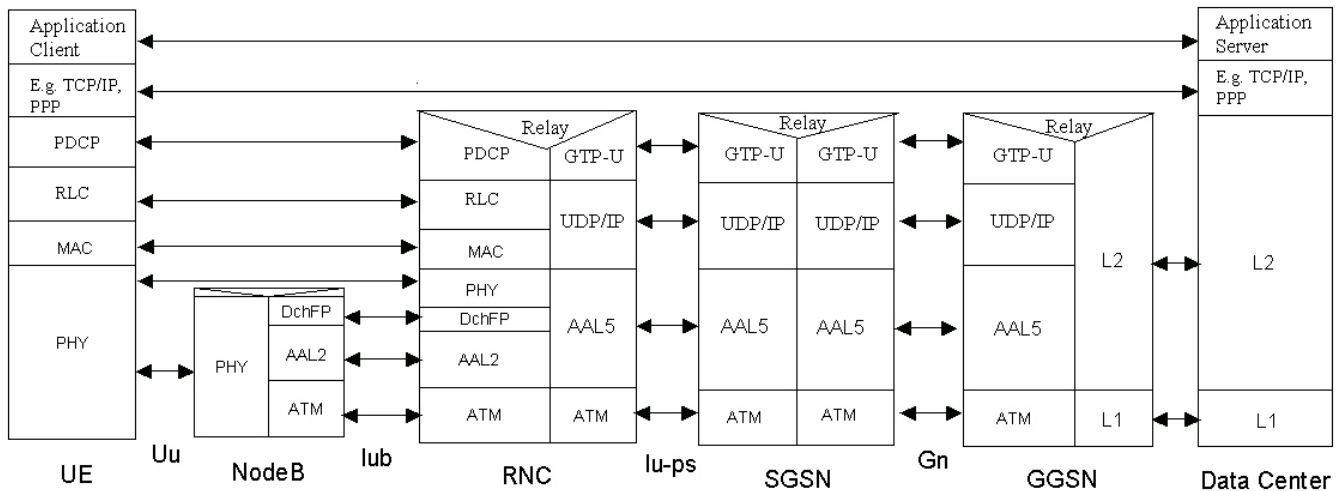 Application
Client
E.g. TCP/IP,
PPP
PDCP
RLC
MAC
PHY
UE
Uu
PHY
DchFP
AAL2
ATM
NodeB
Iub
Relay
PDCP
GTP-U
RLC
UDP/IP
MAC
PHY
DchFP
AAL5
AAL2
ATM
ATM
RNC
Iu-ps
Relay
GTP-U
GTP-U
UDP/IP
UDP/IP
AAL5
AAL5
ATM
ATM
SGSN
Gn
Relay
GTP-U
UDP/IP
L2
AAL5
ATM
L1
GGSN
Application
Server
E.g. TCP/IP,
PPP
L2
L1
Data Center